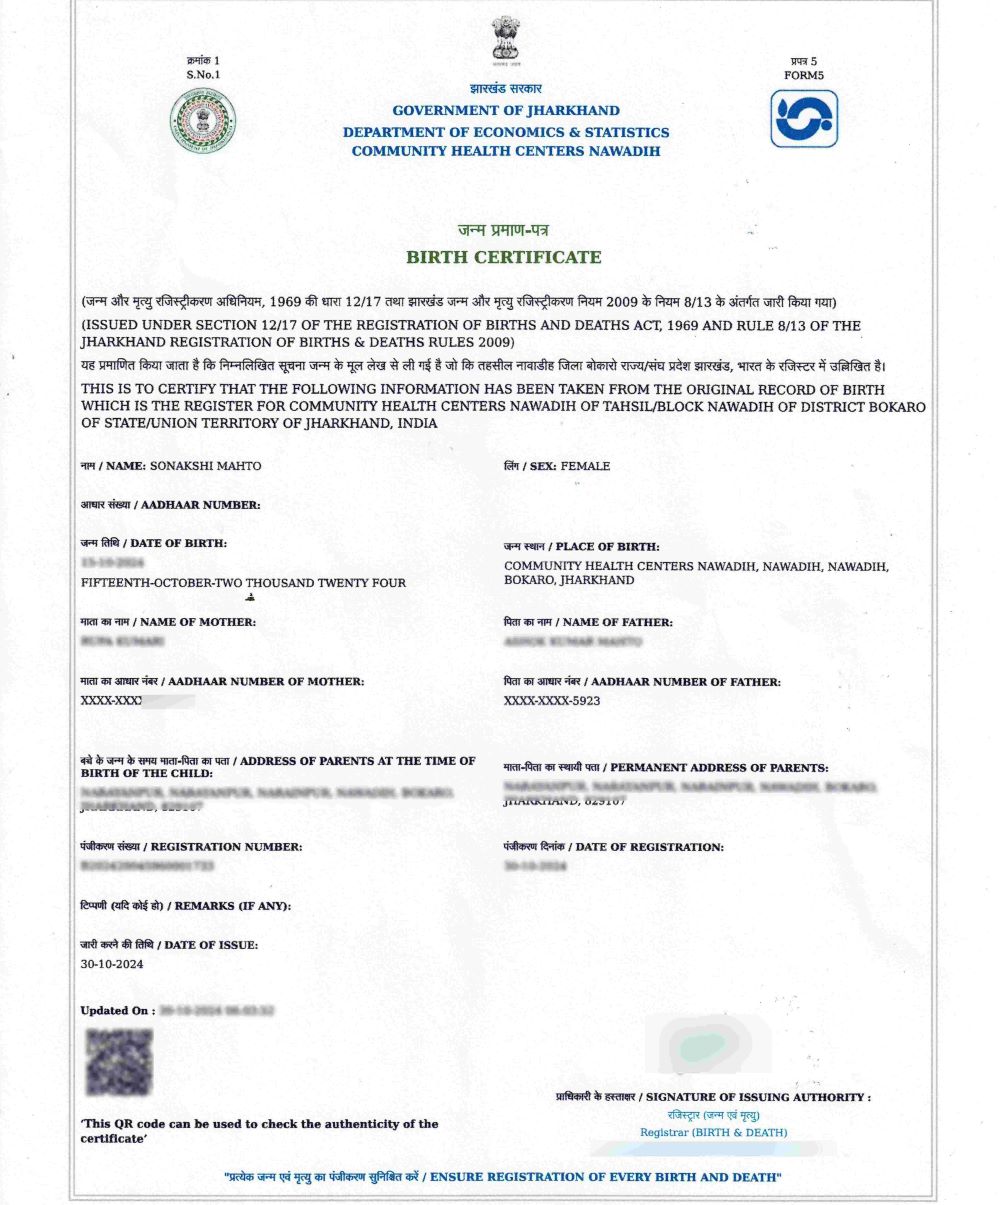 क्रमांक 1
S.No.1
प्रपत्र 5
FORM5
झारखंड सरकार
GOVERNMENT OF JHARKHAND
DEPARTMENT OF ECONOMICS & STATISTICS
COMMUNITY HEALTH CENTERS NAWADIH
जन्म प्रमाण-पत्र
BIRTH CERTIFICATE
(जन्म और मृत्यु रजिस्ट्रीकरण अधिनियम, 1969 की धारा 12/17 तथा झारखंड जन्म और मृत्यु रजिस्ट्रीकरण नियम 2009 के नियम 8/13 के अंतर्गत जारी किया गया)
(ISSUED UNDER SECTION 12/17 OF THE REGISTRATION OF BIRTHS AND DEATHS ACT, 1969 AND RULE 8/13 OF THE
JHARKHAND REGISTRATION OF BIRTHS & DEATHS RULES 2009)
यह प्रमाणित किया जाता है कि निम्नलिखित सूचना जन्म के मूल लेख से ली गई है जो कि तहसील नावाडीह जिला बोकारो राज्य/संघ प्रदेश झारखंड, भारत के रजिस्टर में उल्लिखित है।
THIS IS TO CERTIFY THAT THE FOLLOWING INFORMATION HAS BEEN TAKEN FROM THE ORIGINAL RECORD OF BIRTH
WHICH IS THE REGISTER FOR COMMUNITY HEALTH CENTERS NAWADIH OF TAHSIL/BLOCK NAWADIH OF DISTRICT BOKARO
OF STATE/UNION TERRITORY OF JHARKHAND, INDIA
नाम / NAME: SONAKSHI MAHTO
लिंग / SEX: FEMALE
आधार संख्या / AADHAAR NUMBER:
जन्म तिथि / DATE OF BIRTH:
FIFTEENTH-OCTOBER-TWO THOUSAND TWENTY FOUR
जन्म स्थान / PLACE OF BIRTH:
COMMUNITY HEALTH CENTERS NAWADIH, NAWADIH, NAWADIH,
BOKARO, JHARKHAND
माता का नाम / NAME OF MOTHER:
पिता का नाम / NAME OF FATHER:
माता का आधार नंबर / AADHAAR NUMBER OF MOTHER:
XXXX-XXX
पिता का आधार नंबर / AADHAAR NUMBER OF FATHER:
XXXX-XXXX-5923
बच्चे के जन्म के समय माता-पिता का पता / ADDRESS OF PARENTS AT THE TIME OF
BIRTH OF THE CHILD:
माता-पिता का स्थायी पता / PERMANENT ADDRESS OF PARENTS:
JHARKHAND, 829107
पंजीकरण संख्या / REGISTRATION NUMBER:
पंजीकरण दिनांक / DATE OF REGISTRATION:
टिप्पणी (यदि कोई हो) / REMARKS (IF ANY):
जारी करने की तिथि / DATE OF ISSUE:
30-10-2024
Updated On :
'This QR code can be used to check the authenticity of the
certificate'
प्राधिकारी के हस्ताक्षर / SIGNATURE OF ISSUING AUTHORITY :
रजिस्ट्रार (जन्म एवं मृत्यु)
Registrar (BIRTH & DEATH)
"प्रत्येक जन्म एवं मृत्यु का पंजीकरण सुनिश्चित करें / ENSURE REGISTRATION OF EVERY BIRTH AND DEATH"